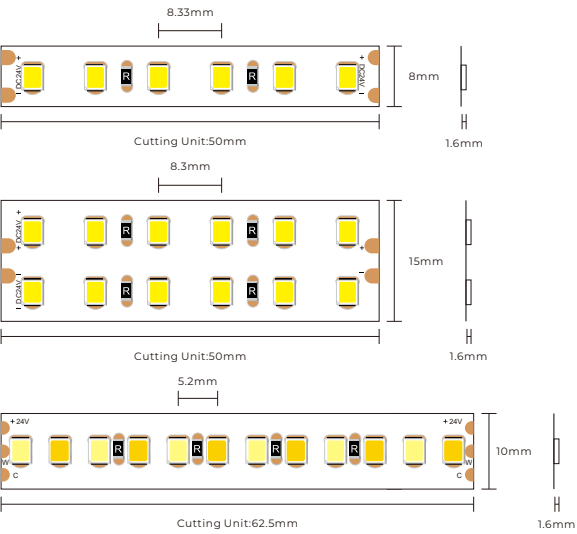 8.33mm
+
DC24V
−
R
R
+
DC24V
−
8mm
Cutting Unit:50mm
1.6mm
8.3mm
+
DC24V
+
R
R
+
−
DC24V
−
R
R
−
15mm
Cutting Unit:50mm
1.6mm
5.2mm
+24V
+24V
R
R
R
R
W
W
C
C
10mm
Cutting Unit:62.5mm
1.6mm